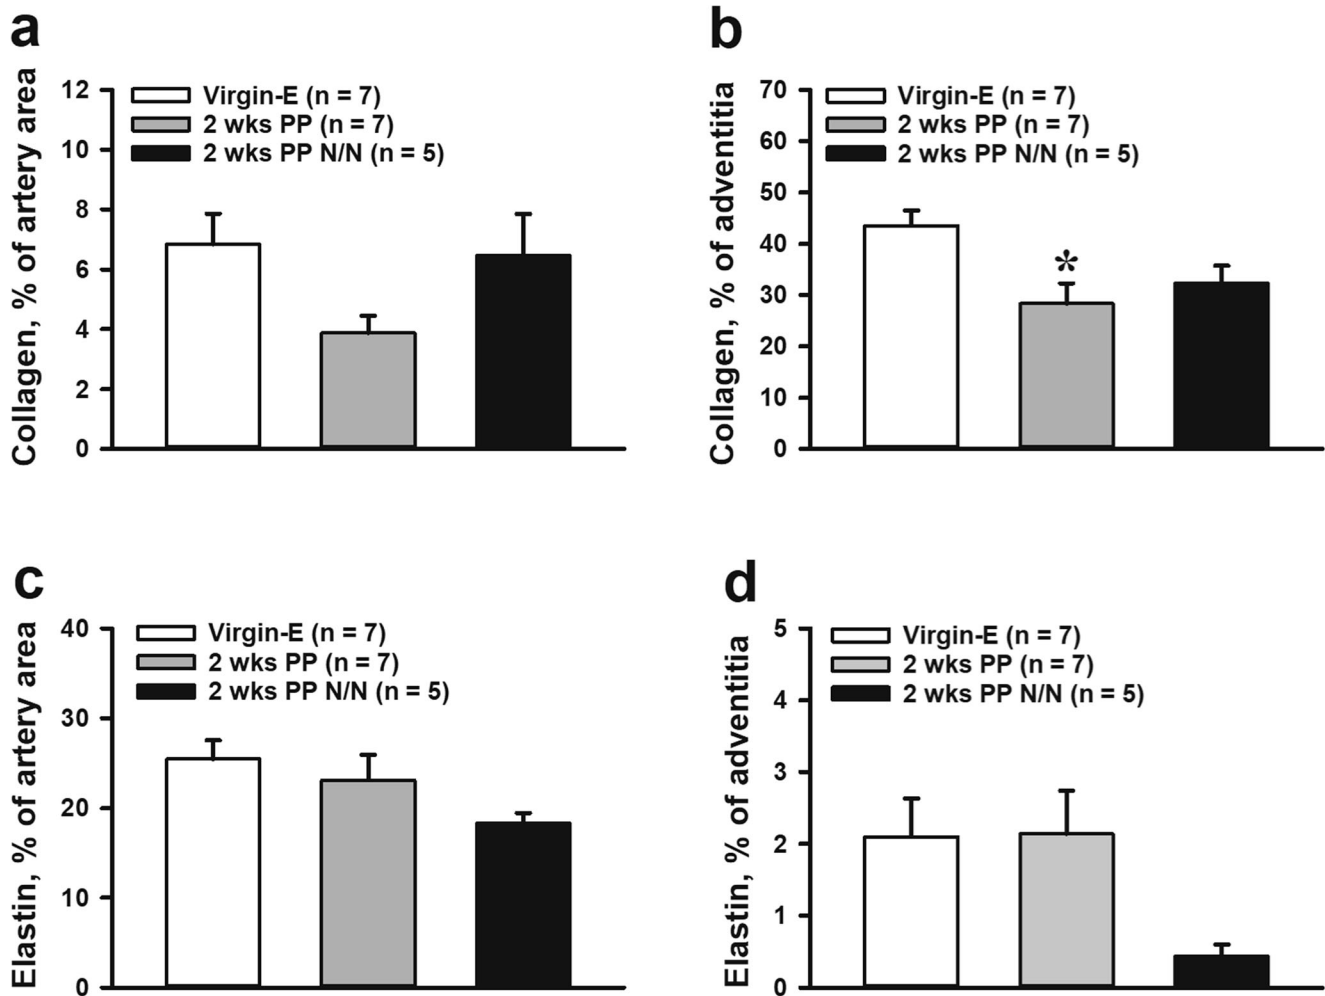 a
Collagen, % of artery area
12
10
8
6
4
2
0
Virgin-E (n = 7)
2 wks PP (n = 7)
2 wks PP N/N (n = 5)
b
Collagen, % of adventitia
70
60
50
40
30
20
10
0
Virgin-E (n = 7)
2 wks PP (n = 7)
2 wks PP N/N (n = 5)
*
c
Elastin, % of artery area
40
30
20
10
0
Virgin-E (n = 7)
2 wks PP (n = 7)
2 wks PP N/N (n = 5)
d
Elastin, % of adventitia
5
4
3
2
1
0
Virgin-E (n = 7)
2 wks PP (n = 7)
2 wks PP N/N (n = 5)